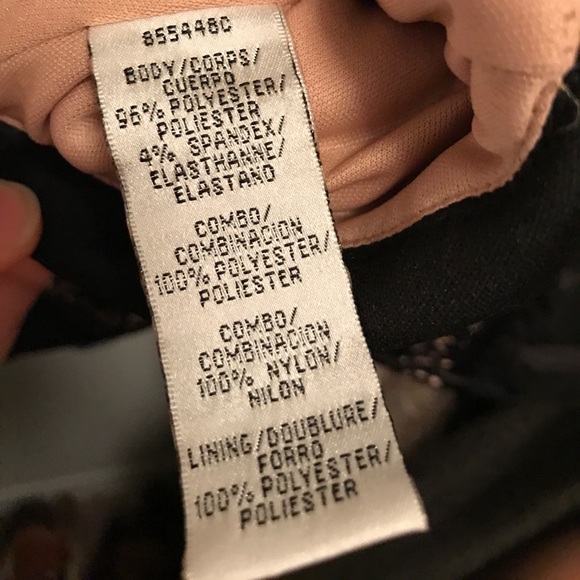 855448C
BODY/CORPS/
CUERPO
96% POLYESTER/
POLIESTER
4% SPANDEX/
ELASTHANNE/
ELASTANO
COMBO/
COMBINACION
100% POLYESTER/
POLIESTER
COMBO/
COMBINACION
100% NYLON/
NILON
LINING/DOUBLURE/
FORRO
100% POLYESTER/
POLIESTER